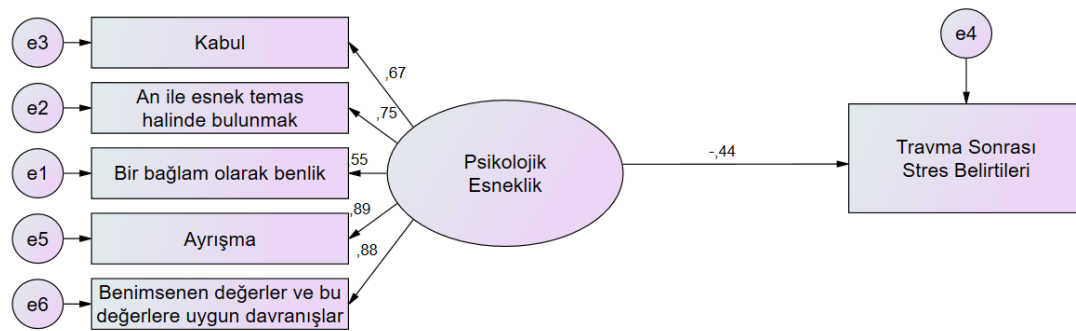 e3
Kabul
,67
e2
An ile esnek temas
halinde bulunmak
,75
e1
Bir bağlam olarak benlik
,55
e5
Ayrışma
,89
e6
Benimsenen değerler ve bu
değerlere uygun davranışlar
,88
Psikolojik
Esneklik
-,44
e4
Travma Sonrası
Stres Belirtileri